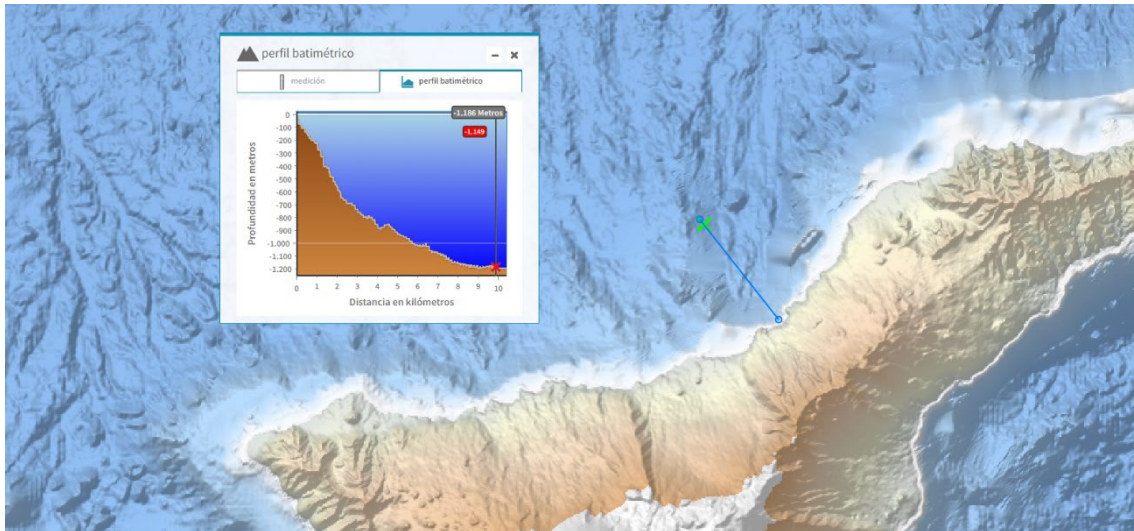 perfil batimétrico
medición
perfil batimétrico
-1.186 Metros
-1.149
Profundidad en metros
0
-100
-200
-300
-400
-500
-600
-700
-800
-900
-1.000
-1.100
-1.200
0 1 2 3 4 5 6 7 8 9 10
Distancia en kilómetros